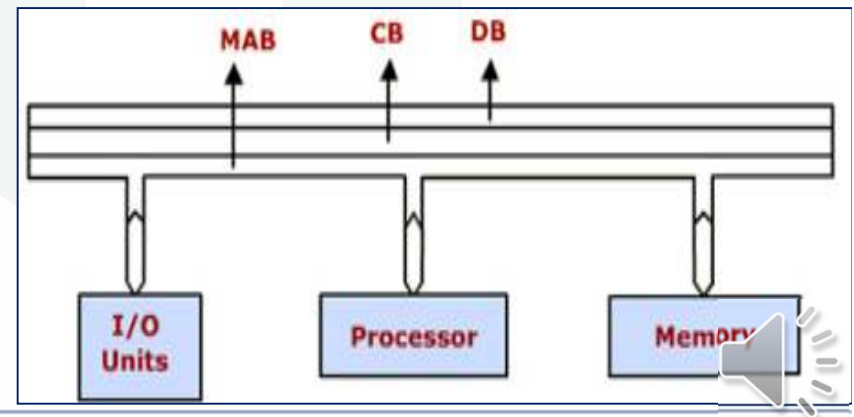 MAB
CB
DB
I/O
Units
Processor
Memory